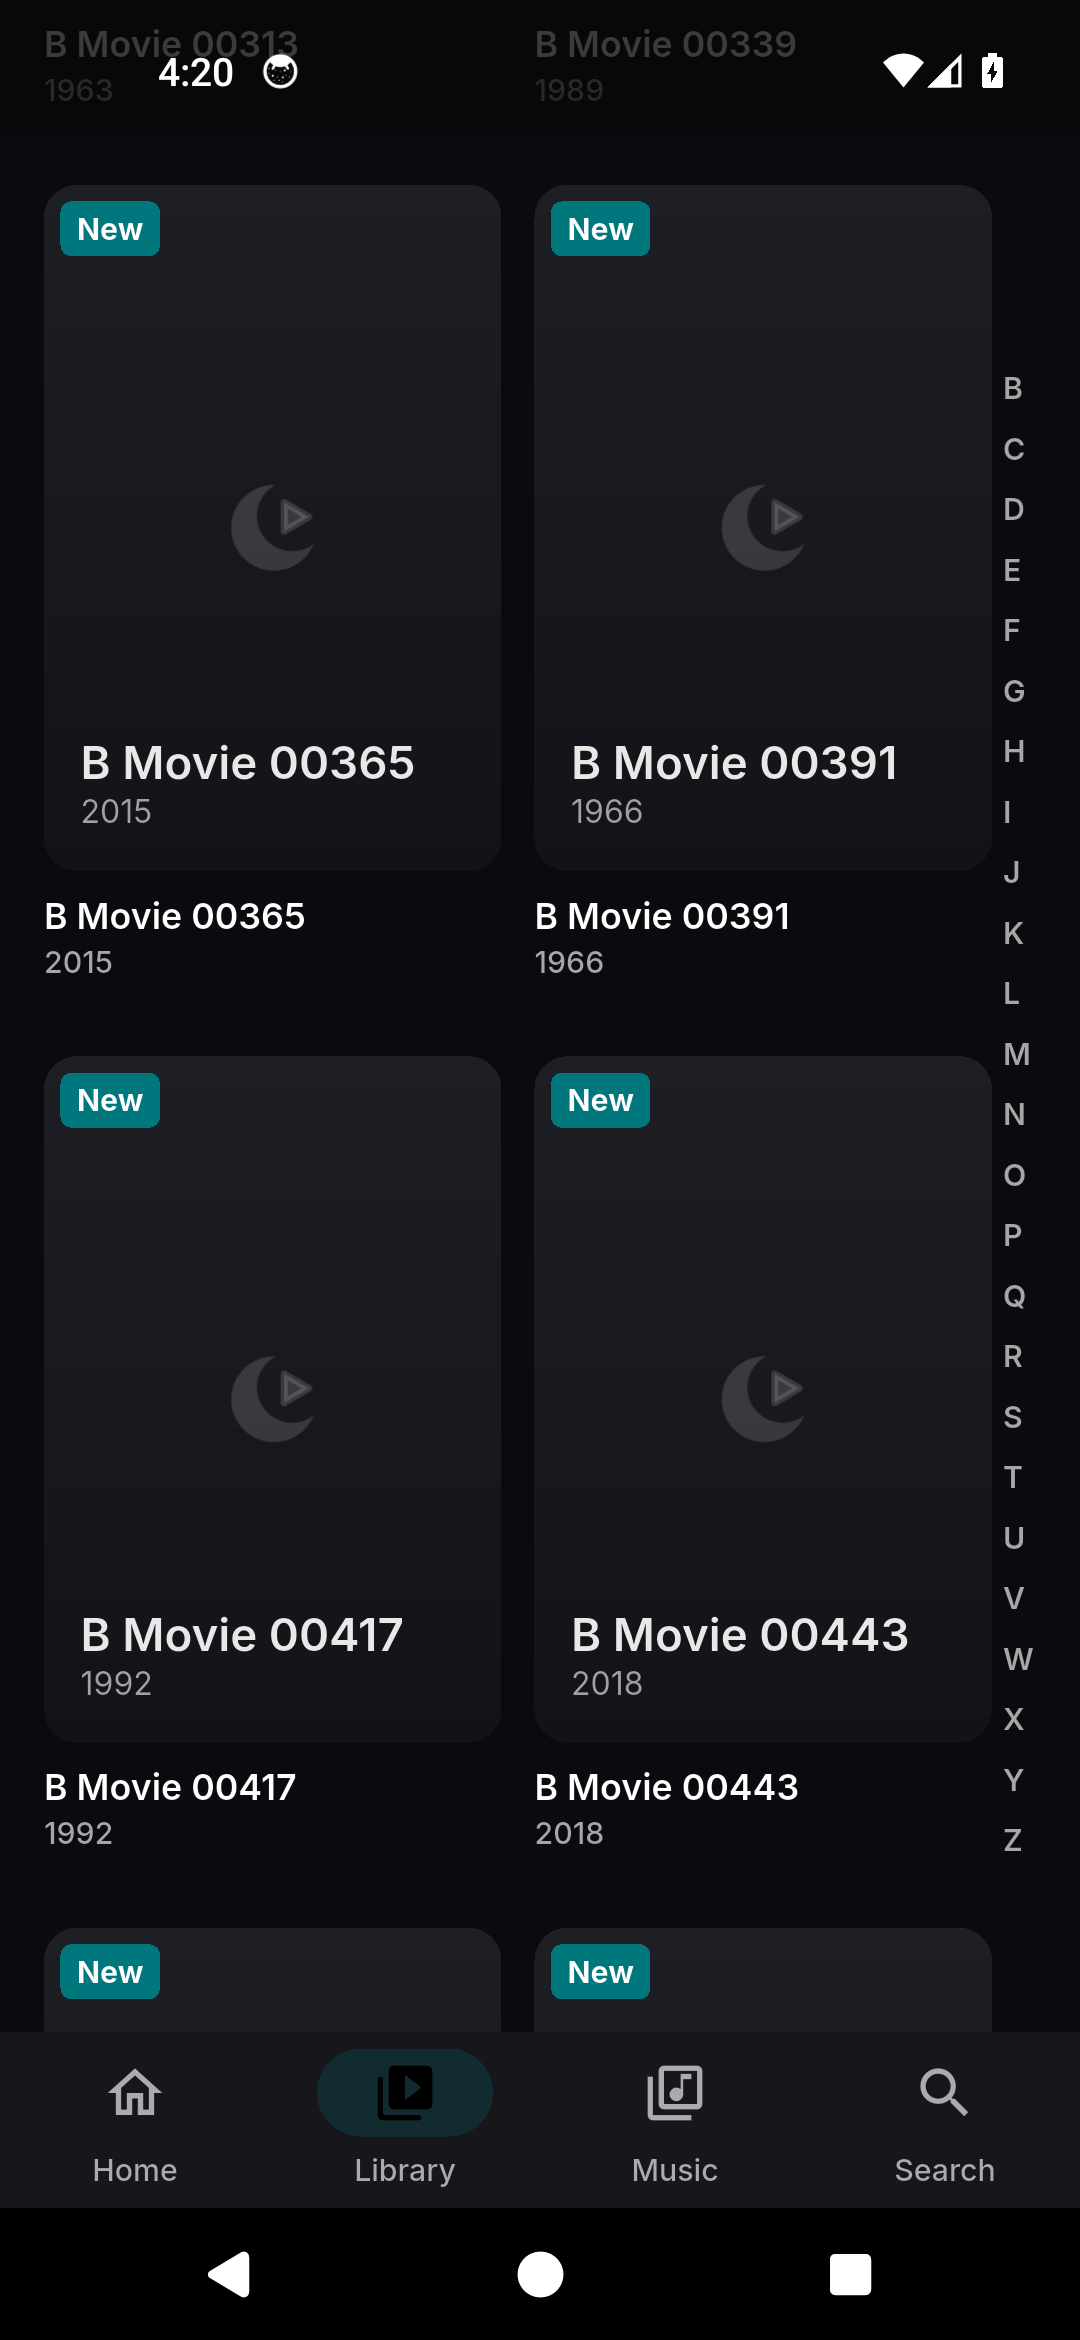 B Movie 00313
B Movie 00339
4:20
1963
1989
New
New
B
C
D
E
F
G
H
I
J
K
L
M
N
O
P
Q
R
S
T
U
V
W
X
Y
Z
B Movie 00365
2015
B Movie 00391
1966
B Movie 00365
2015
B Movie 00391
1966
New
New
B Movie 00417
1992
B Movie 00443
2018
B Movie 00417
1992
B Movie 00443
2018
New
New
Home
Library
Music
Search